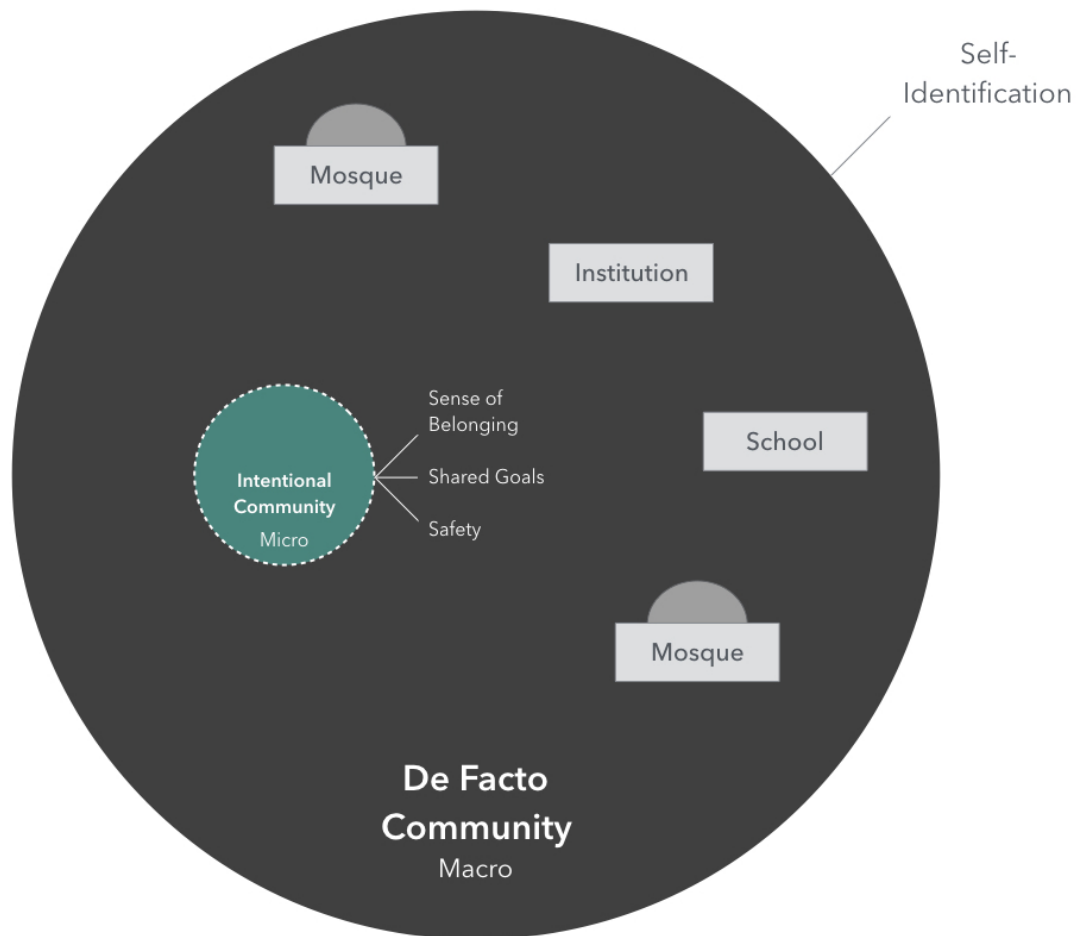 Self-
Identification
Mosque
Institution
Sense of
Belonging
School
Shared Goals
Intentional
Community
Micro
Safety
Mosque
De Facto
Community
Macro